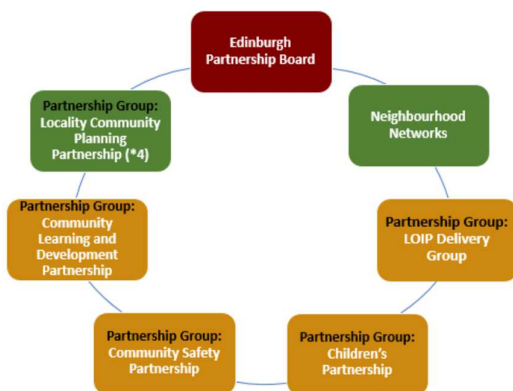 Edinburgh
Partnership Board
Partnership Group:
Locality Community
Planning
Partnership (*4)
Neighbourhood
Networks
Partnership Group:
Community
Learning and
Development
Partnership
Partnership Group:
LOIP Delivery
Group
Partnership Group:
Community Safety
Partnership
Partnership Group:
Children's
Partnership